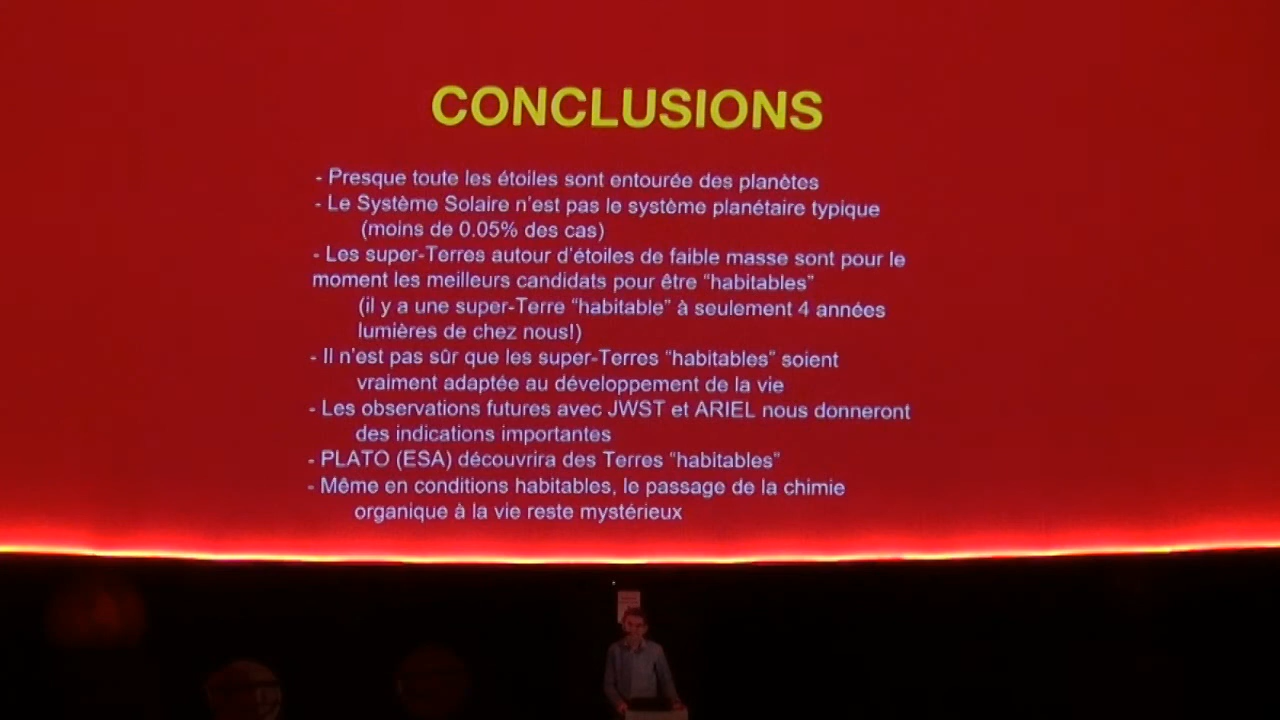 CONCLUSIONS
- Presque toute les étoiles sont entourée des planètes
- Le Système Solaire n'est pas le système planétaire typique
(moins de 0.05% des cas)
- Les super-Terres autour d'étoiles de faible masse sont pour le
moment les meilleurs candidats pour être "habitables"
(il y a une super-Terre "habitable" à seulement 4 années
lumières de chez nous!)
- Il n'est pas sûr que les super-Terres "habitables" soient
vraiment adaptée au développement de la vie
- Les observations futures avec JWST et ARIEL nous donneront
des indications importantes
- PLATO (ESA) découvrira des Terres "habitables"
- Même en conditions habitables, le passage de la chimie
organique à la vie reste mystérieux